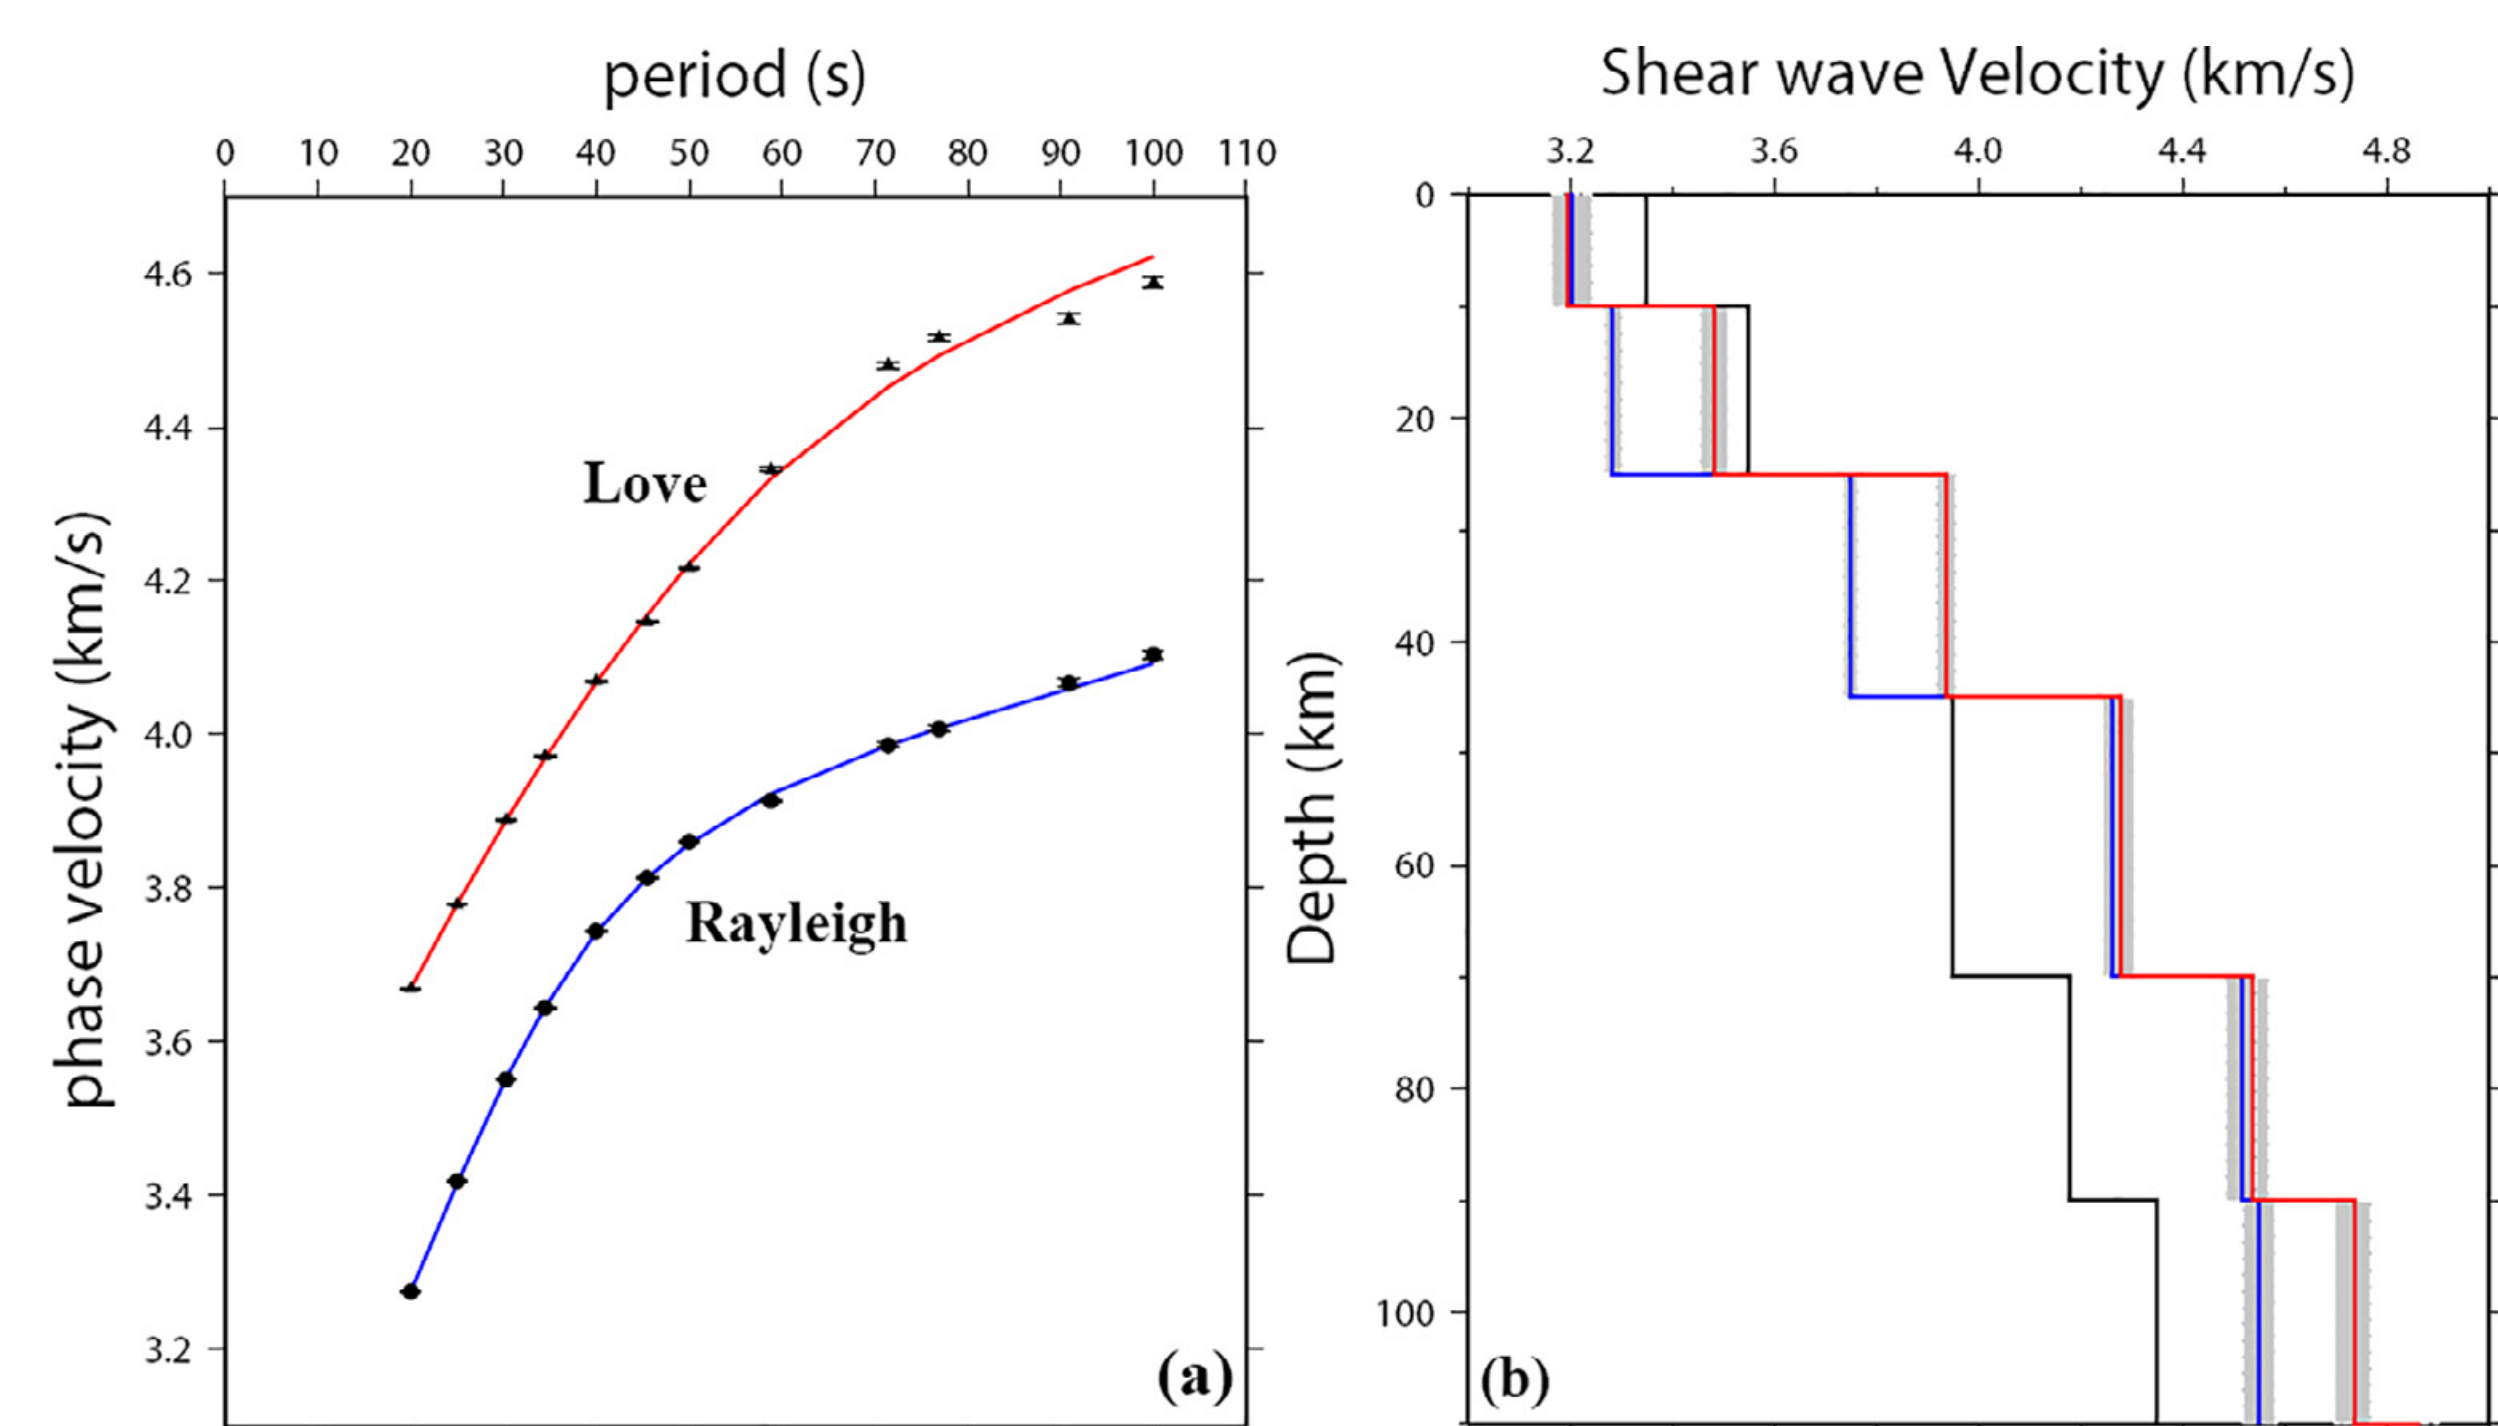 period (s)
0 10 20 30 40 50 60 70 80 90 100 110
phase velocity (km/s)
4.6
4.4
4.2
4.0
3.8
3.6
3.4
3.2
Love
Rayleigh
(a)
Shear wave Velocity (km/s)
3.2 3.6 4.0 4.4 4.8
Depth (km)
0
20
40
60
80
100
(b)